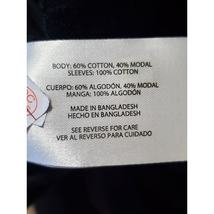 BODY: 60% COTTON, 40% MODAL
SLEEVES: 100% COTTON
CUERPO: 60% ALGODÓN, 40% MODAL
MANGA: 100% ALGODÓN
MADE IN BANGLADESH
HECHO EN BANGLADESH
SEE REVERSE FOR CARE
VER AL REVERSO PARA CUIDADO